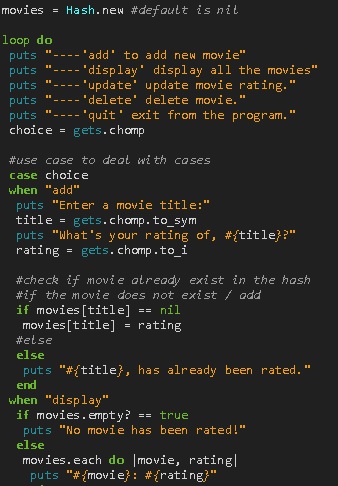 movies = Hash.new #default is nil
loop do
puts "----'add' to add new movie"
puts "----'display' display all the movies"
puts "----'update' update movie rating."
puts "----'delete' delete movie."
puts "----'quit' exit from the program."
choice = gets.chomp
#use case to deal with cases
case choice
when "add"
puts "Enter a movie title:"
title = gets.chomp.to_sym
puts "What's your rating of, #{title}?"
rating = gets.chomp.to_i
#check if movie already exist in the hash
#if the movie does not exist / add
if movies[title] == nil
movies[title] = rating
#else
else
puts "#{title}, has already been rated."
end
when "display"
if movies.empty? == true
puts "No movie has been rated!"
else
movies.each do |movie, rating|
puts "#{movie}: #{rating}"